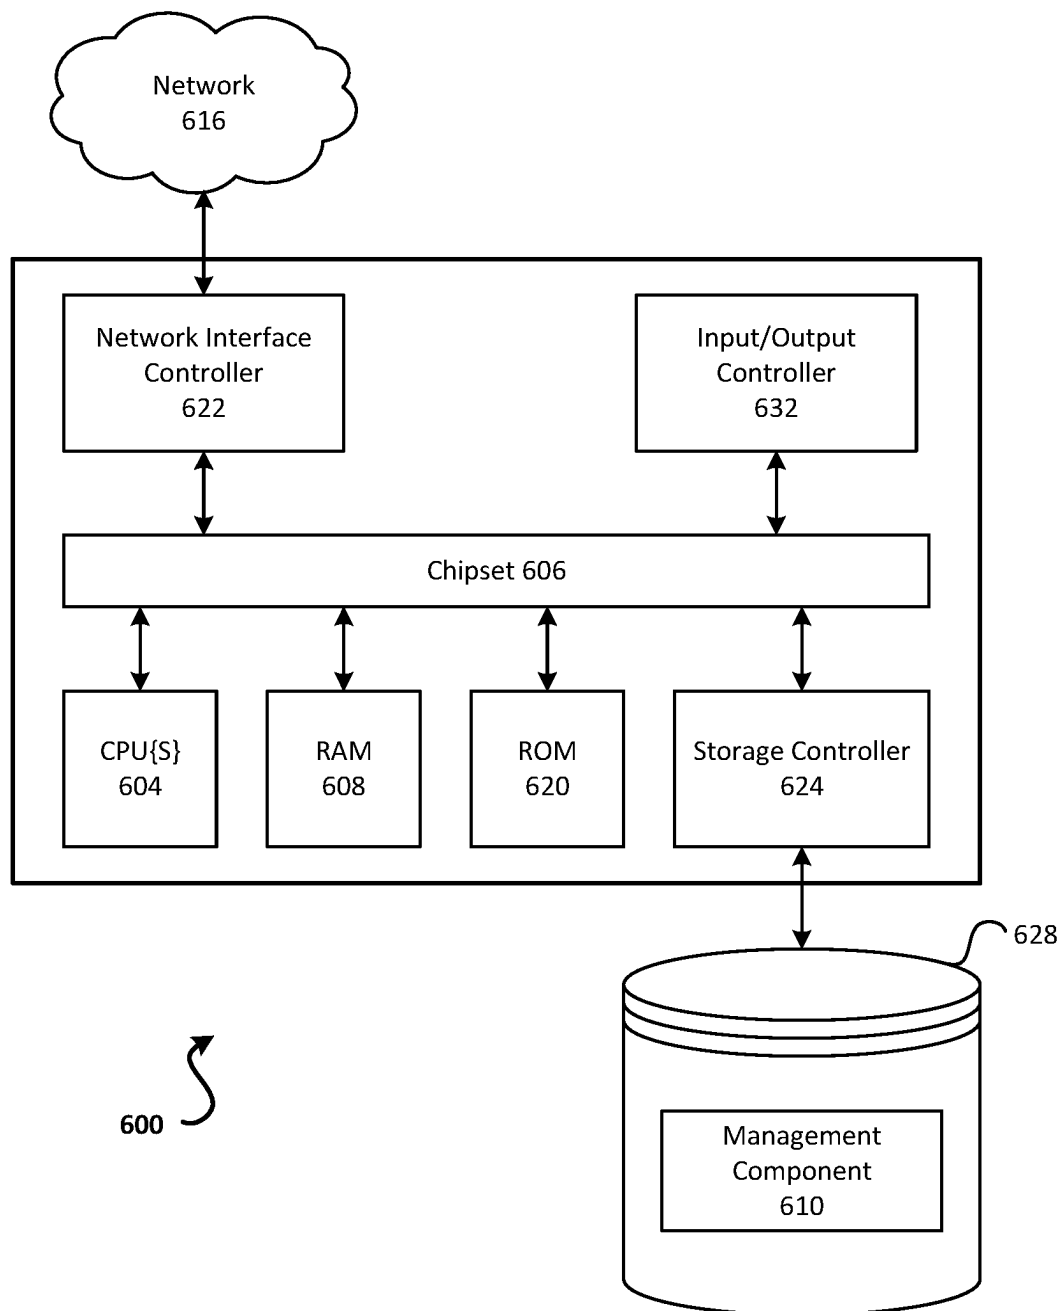 Network
616
Network Interface
Controller
622
Input/Output
Controller
632
Chipset 606
CPU{S}
604
RAM
608
ROM
620
Storage Controller
624
628
600
Management
Component
610